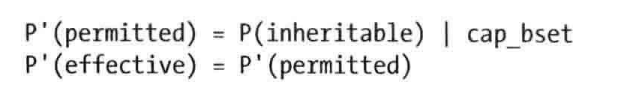 P'(permitted) = P(inheritable) | cap_bset
P'(effective) = P'(permitted)